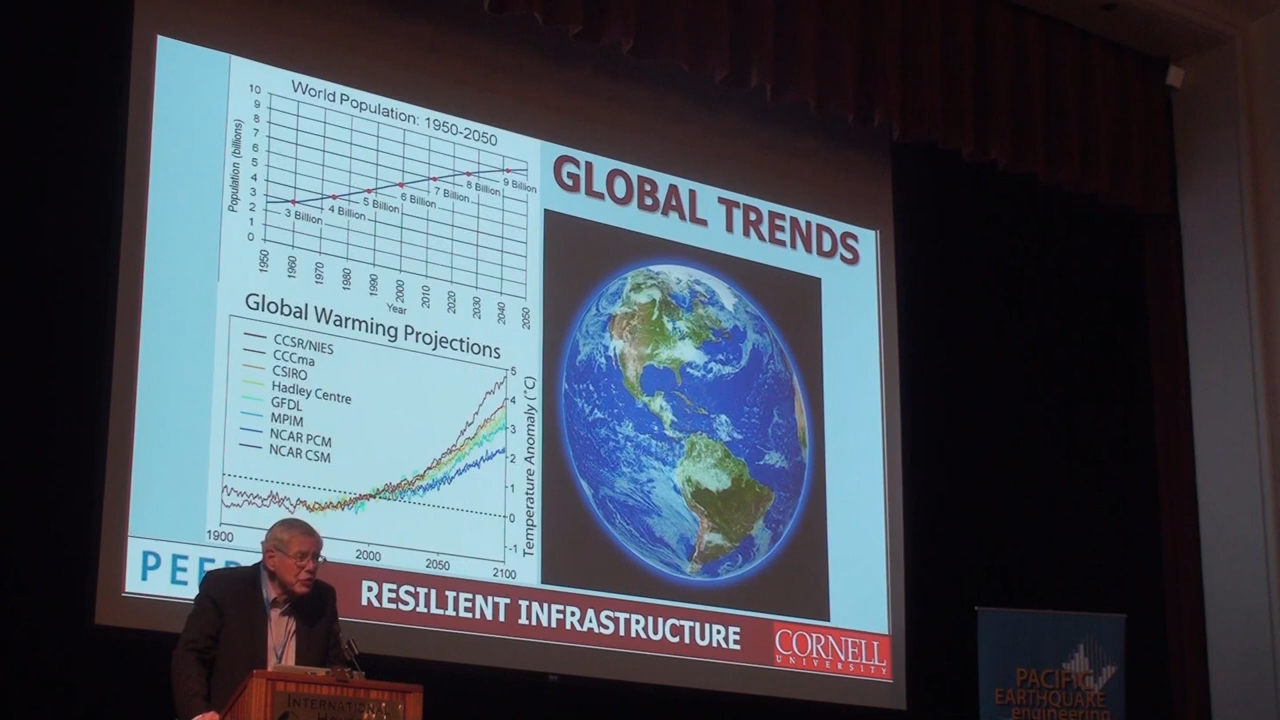 World Population: 1950-2050
Population (billions)
10
9
8
7
6
5
4
3
2
1
0
3 Billion
4 Billion
5 Billion
6 Billion
7 Billion
8 Billion
9 Billion
1950
1960
1970
1980
1990
2000
2010
2020
2030
2040
2050
Year
GLOBAL TRENDS
Global Warming Projections
CCSR/NIES
CCCma
CSIRO
Hadley Centre
GFDL
MPIM
NCAR PCM
NCAR CSM
5
4
3
2
1
0
-1
Temperature Anomaly (˚C)
1900
2000
2050
2100
RESILIENT INFRASTRUCTURE
CORNELL
UNIVERSITY
INTERNATIONAL
PACIFIC
EARTHQUAKE
engineering